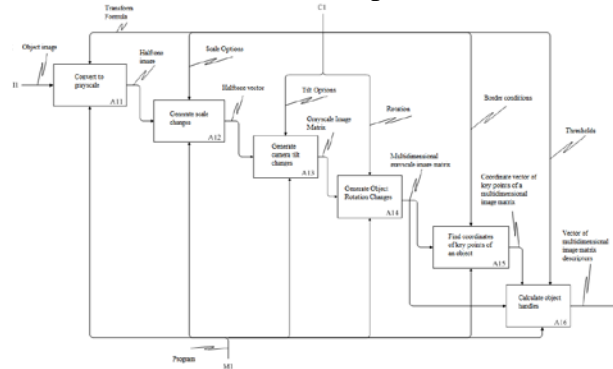 Transform
Formula
C1
Object image
Halftone
image
Scale Options
I1
Convert to
grayscale
A11
Halftone vector
Tilt Options
Rotation
Border conditions
Generate scale
changes
A12
Grayscale Image
Matrix
Thresholds
Generate
camera tilt
changes
A13
Multidimensional
grayscale image matrix
Coordinate vector of
key points of a
multidimensional
image matrix
Generate Object
Rotation Changes
A14
Vector of
multidimensional
image matrix
descriptors
Find coordinates
of key points of
an object
A15
Calculate object
handles
A16
Program
M1